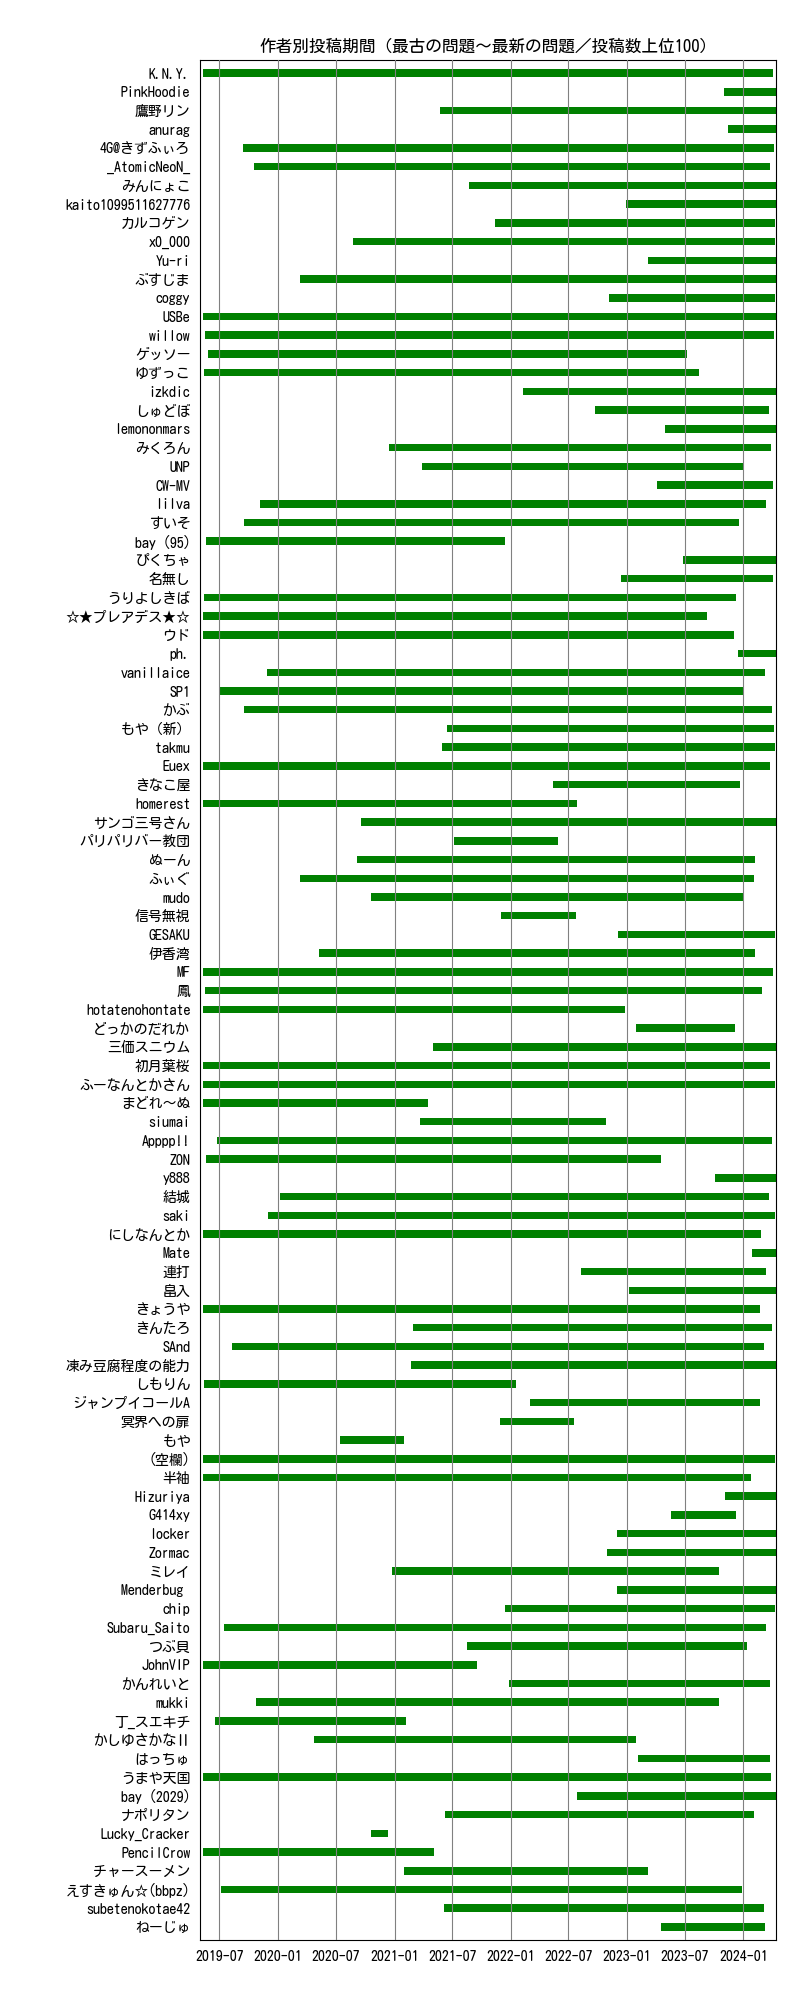 作者別投稿期間（最古の問題～最新の問題／投稿数上位100）
K.N.Y.
PinkHoodie
鷹野リン
anurag
4G@きずふぃろ
_AtomicNeoN_
みんにょこ
kaito1099511627776
カルコゲン
x0_000
Yu-ri
ぶすじま
coggy
USBe
willow
ゲッソー
ゆずっこ
izkdic
しゅどぼ
lemononmars
みくろん
UNP
CW-MV
lilva
すいそ
bay (95)
ぴくちゃ
名無し
うりよしきば
☆★プレアデス★☆
ウド
ph.
vanillaice
SP1
かぶ
もや（新）
takmu
Euex
きなこ屋
homerest
サンゴ三号さん
パリパリバー教団
ぬーん
ふぃぐ
mudo
信号無視
GESAKU
伊香湾
MF
鳳
hotatenohontate
どっかのだれか
三価スニウム
初月葉桜
ふーなんとかさん
まどれ～ぬ
siumai
Appppll
ZON
y888
結城
saki
にしなんとか
Mate
連打
畠入
きょうや
きんたろ
SAnd
凍み豆腐程度の能力
しもりん
ジャンプイコールA
冥界への扉
もや
(空欄)
半袖
Hizuriya
G414xy
locker
Zormac
ミレイ
Menderbug
chip
Subaru_Saito
つぶ貝
JohnVIP
かんれいと
mukki
丁_スエキチ
かしゆさかなⅡ
はっちゅ
うまや天国
bay (2029)
ナポリタン
Lucky_Cracker
PencilCrow
チャースーメン
えすきゅん☆(bbpz)
subetenokotae42
ねーじゅ
2019-07 2020-01 2020-07 2021-01 2021-07 2022-01 2022-07 2023-01 2023-07 2024-01